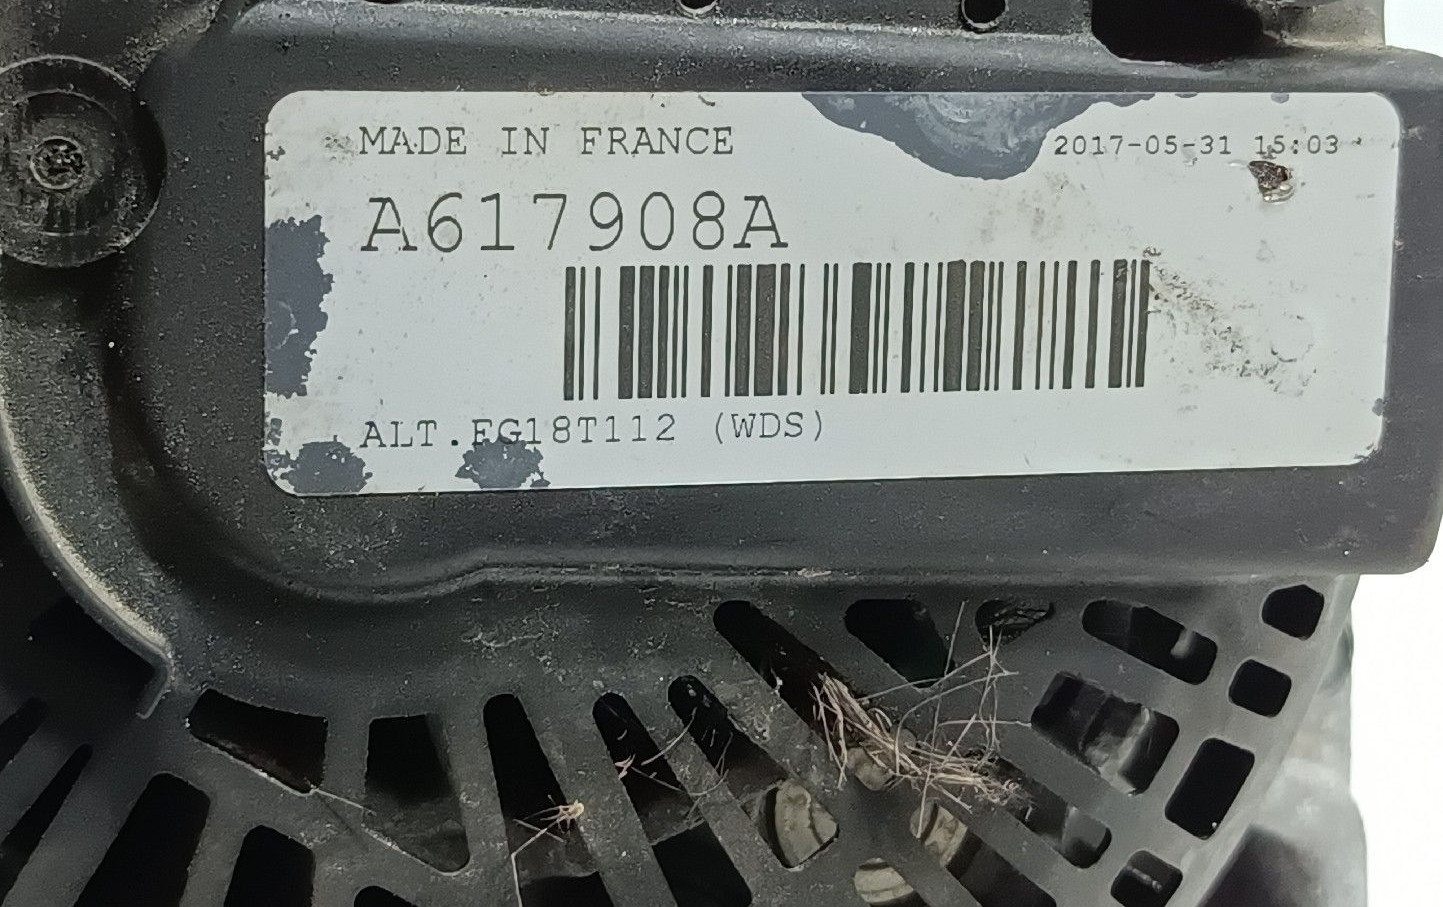 MADE IN FRANCE 2017-05-31 15:03
A617908A
ALT.FG18T112 (WDS)